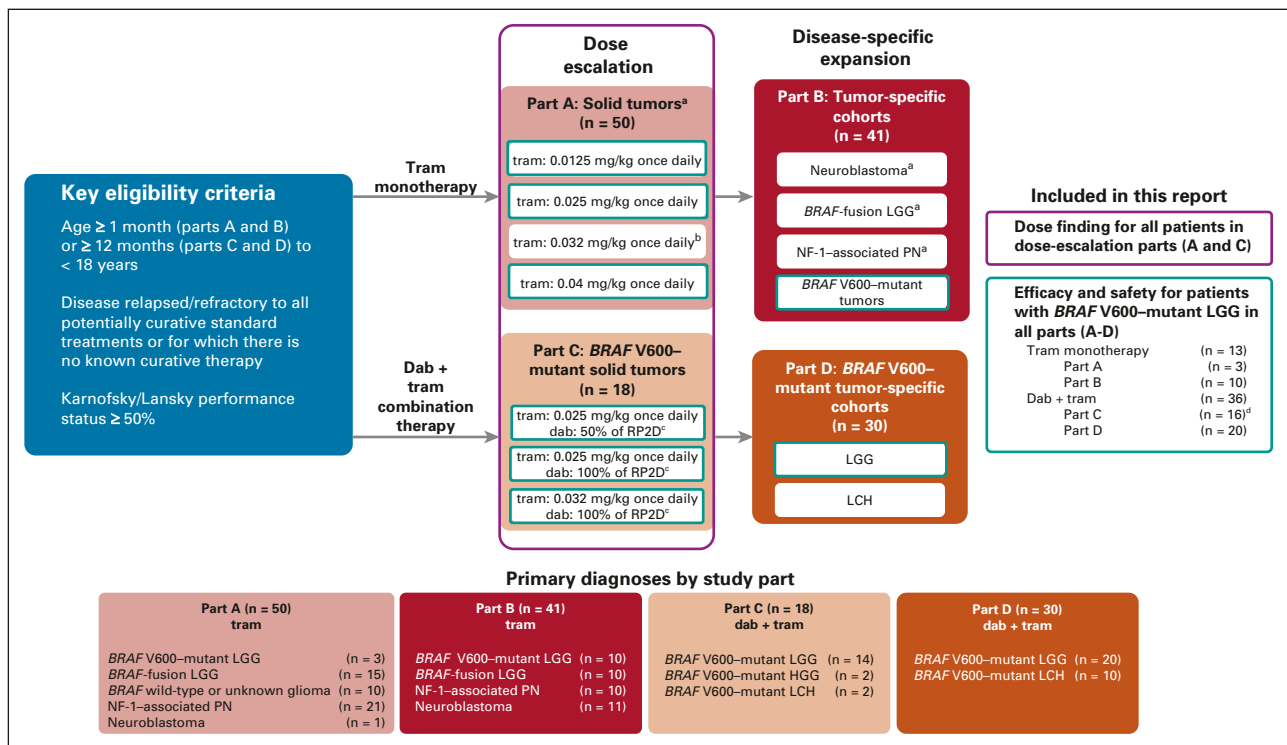 Dose
escalation
Disease-specific
expansion
Key eligibility criteria
Age ≥ 1 month (parts A and B)
or ≥ 12 months (parts C and D) to
< 18 years
Disease relapsed/refractory to all
potentially curative standard
treatments or for which there is
no known curative therapy
Karnofsky/Lansky performance
status ≥ 50%
Tram
monotherapy
Dab +
tram
combination
therapy
Part A: Solid tumorsa
(n = 50)
tram: 0.0125 mg/kg once daily
tram: 0.025 mg/kg once daily
tram: 0.032 mg/kg once dailyb
tram: 0.04 mg/kg once daily
Part C: BRAF V600–
mutant solid tumors
(n = 18)
tram: 0.025 mg/kg once daily
dab: 50% of RP2Dc
tram: 0.025 mg/kg once daily
dab: 100% of RP2Dc
tram: 0.032 mg/kg once daily
dab: 100% of RP2Dc
Part B: Tumor-specific
cohorts
(n = 41)
Neuroblastomaa
BRAF-fusion LGGa
NF-1–associated PNa
BRAF V600–mutant
tumors
Part D: BRAF V600–
mutant tumor-specific
cohorts
(n = 30)
LGG
LCH
Included in this report
Dose finding for all patients in
dose-escalation parts (A and C)
Efficacy and safety for patients
with BRAF V600–mutant LGG in
all parts (A-D)
Tram monotherapy (n = 13)
Part A (n = 3)
Part B (n = 10)
Dab + tram (n = 36)
Part C (n = 16)d
Part D (n = 20)
Primary diagnoses by study part
Part A (n = 50)
tram
BRAF V600–mutant LGG (n = 3)
BRAF-fusion LGG (n = 15)
BRAF wild-type or unknown glioma (n = 10)
NF-1–associated PN (n = 21)
Neuroblastoma (n = 1)
Part B (n = 41)
tram
BRAF V600–mutant LGG (n = 10)
BRAF-fusion LGG (n = 10)
NF-1–associated PN (n = 10)
Neuroblastoma (n = 11)
Part C (n = 18)
dab + tram
BRAF V600–mutant LGG (n = 14)
BRAF V600–mutant HGG (n = 2)
BRAF V600–mutant LCH (n = 2)
Part D (n = 30)
dab + tram
BRAF V600–mutant LGG (n = 20)
BRAF V600–mutant LCH (n = 10)